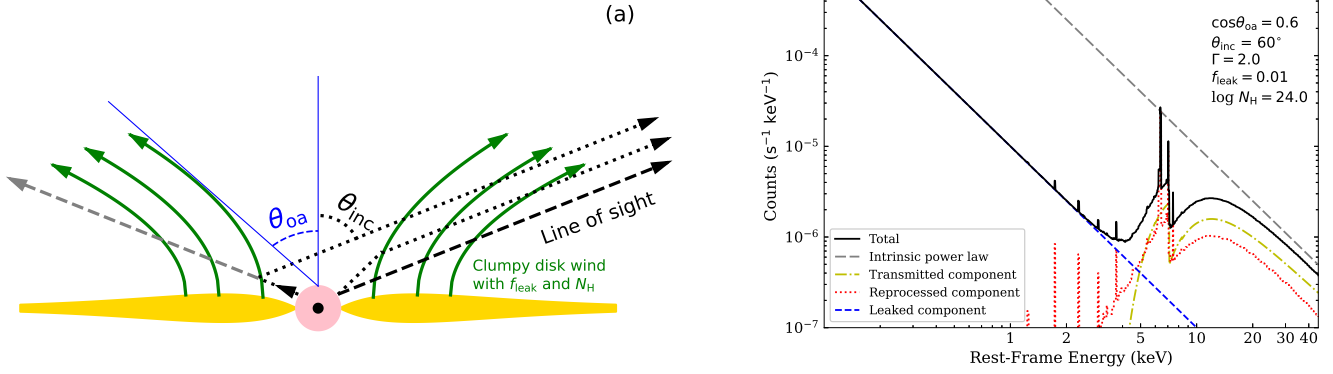 (a)
θoa
θinc
Line of sight
Clumpy disk wind
with fleak and NH
Counts (s−1 keV−1)
10−4
10−5
10−6
10−7
cosθoa = 0.6
θinc = 60°
Γ = 2.0
fleak = 0.01
log NH = 24.0
Total
Intrinsic power law
Transmitted component
Reprocessed component
Leaked component
1 2 5 10 20 30 40
Rest-Frame Energy (keV)